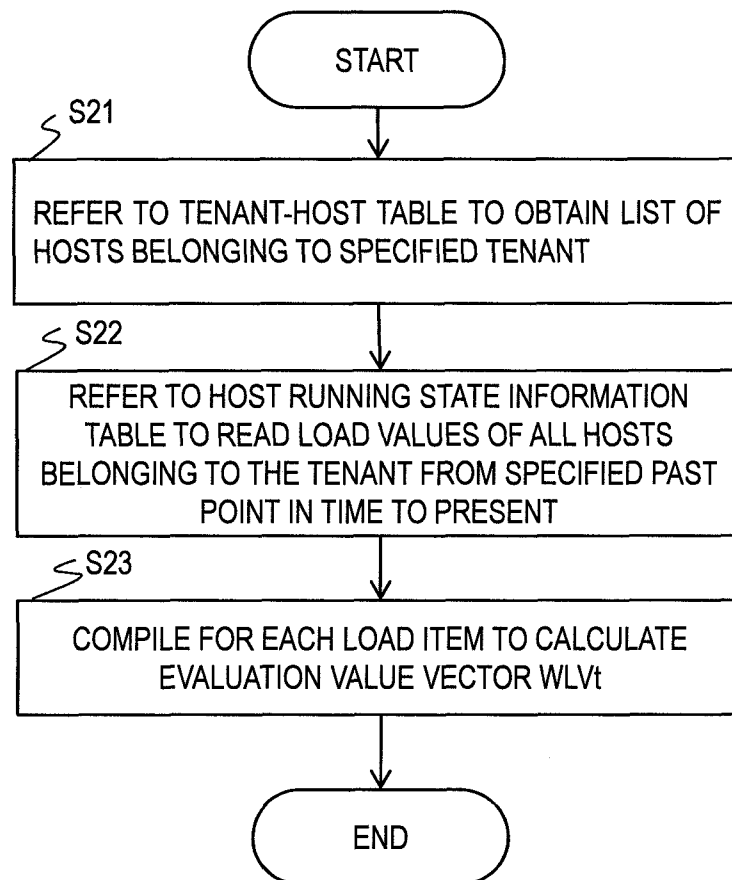 START
S21
REFER TO TENANT-HOST TABLE TO OBTAIN LIST OF
HOSTS BELONGING TO SPECIFIED TENANT
S22
REFER TO HOST RUNNING STATE INFORMATION
TABLE TO READ LOAD VALUES OF ALL HOSTS
BELONGING TO THE TENANT FROM SPECIFIED PAST
POINT IN TIME TO PRESENT
S23
COMPILE FOR EACH LOAD ITEM TO CALCULATE
EVALUATION VALUE VECTOR WLVt
END